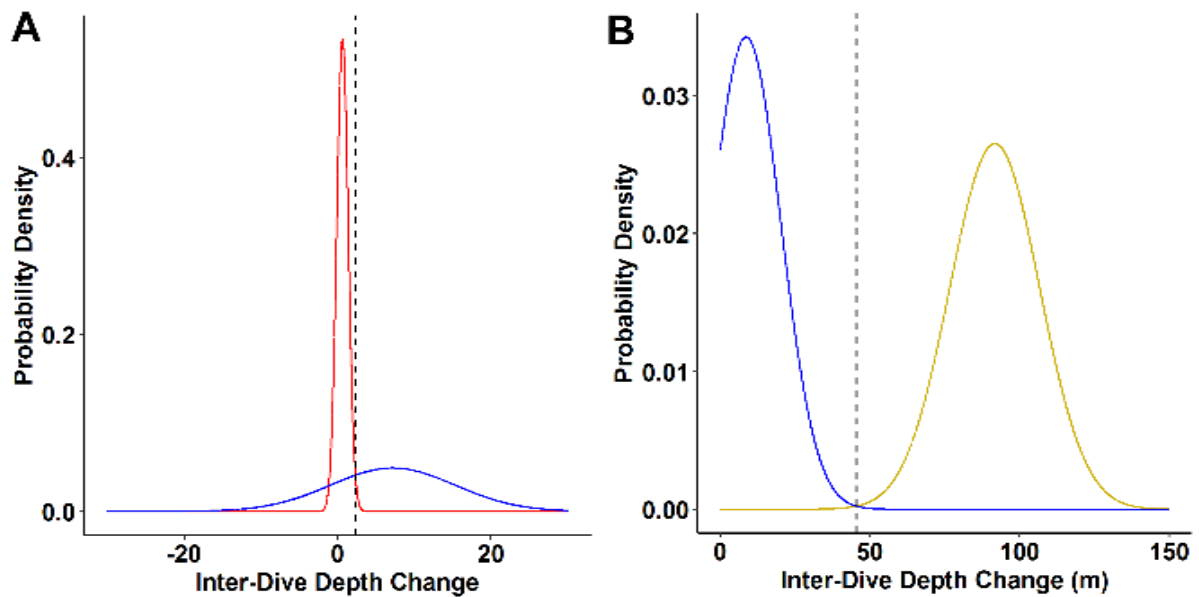 A
Probability Density
0.4
0.2
0.0
-20 0 20
Inter-Dive Depth Change
B
Probability Density
0.03
0.02
0.01
0.00
0 50 100 150
Inter-Dive Depth Change (m)